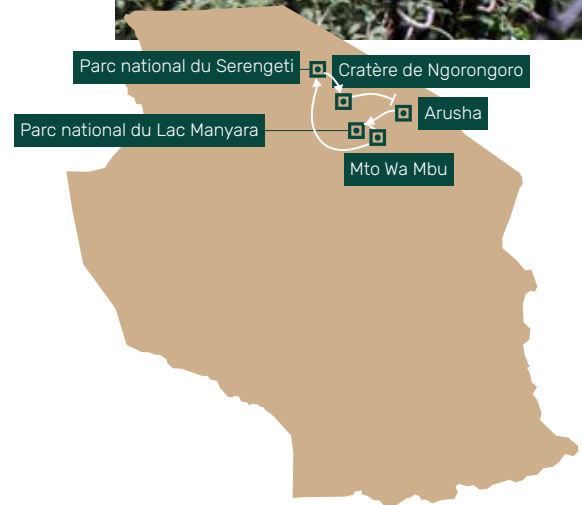 Parc national du Serengeti
Cratère de Ngorongoro
Arusha
Parc national du Lac Manyara
Mto Wa Mbu